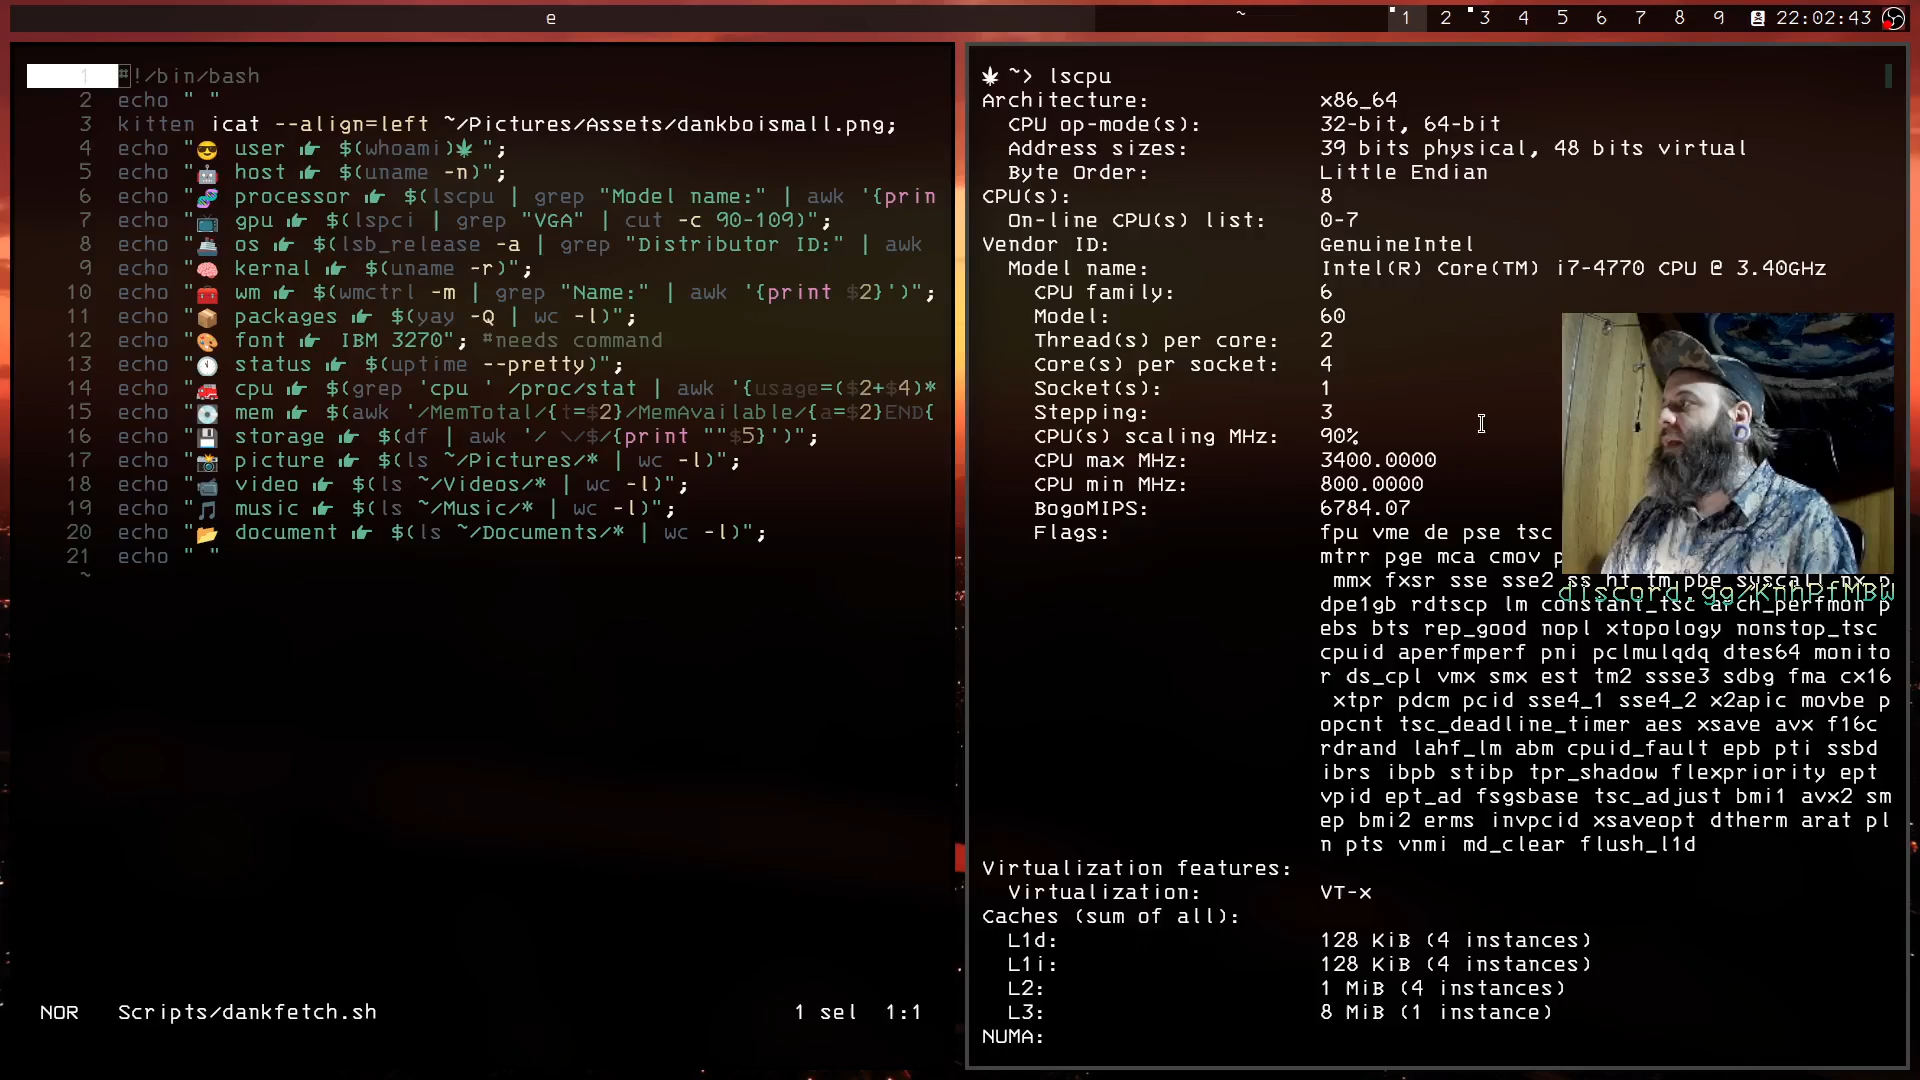 e
~
1 2 3 4 5 6 7 8 9 22:02:43
1 #!/bin/bash
2 echo " "
3 kitten icat --align=left ~/Pictures/Assets/dankboismall.png;
4 echo "😎 user 👉 $(whoami) ";
5 echo "🤖 host 👉 $(uname -n)";
6 echo "🧬 processor 👉 $(lscpu | grep "Model name:" | awk '{prin
7 echo "📺 gpu 👉 $(lspci | grep "VGA" | cut -c 90-109)";
8 echo "🚢 os 👉 $(lsb_release -a | grep "Distributor ID:" | awk
9 echo "🧠 kernal 👉 $(uname -r)";
10 echo "🧰 wm 👉 $(wmctrl -m | grep "Name:" | awk '{print $2}')";
11 echo "📦 packages 👉 $(yay -Q | wc -l)";
12 echo "🎨 font 👉 IBM 3270"; #needs command
13 echo "🕚 status 👉 $(uptime --pretty)";
14 echo "🚒 cpu 👉 $(grep 'cpu ' /proc/stat | awk '{usage=($2+$4)*
15 echo "💽 mem 👉 $(awk '/MemTotal/{t=$2}/MemAvailable/{a=$2}END{
16 echo "💾 storage 👉 $(df | awk '/ \/$/{print ""$5}')";
17 echo "📸 picture 👉 $(ls ~/Pictures/* | wc -l)";
18 echo "📹 video 👉 $(ls ~/Videos/* | wc -l)";
19 echo "🎵 music 👉 $(ls ~/Music/* | wc -l)";
20 echo "📂 document 👉 $(ls ~/Documents/* | wc -l)";
21 echo " "
~
NOR Scripts/dankfetch.sh 1 sel 1:1
~> lscpu
Architecture: x86_64
CPU op-mode(s): 32-bit, 64-bit
Address sizes: 39 bits physical, 48 bits virtual
Byte Order: Little Endian
CPU(s): 8
On-line CPU(s) list: 0-7
Vendor ID: GenuineIntel
Model name: Intel(R) Core(TM) i7-4770 CPU @ 3.40GHz
CPU family: 6
Model: 60
Thread(s) per core: 2
Core(s) per socket: 4
Socket(s): 1
Stepping: 3
CPU(s) scaling MHz: 90%
CPU max MHz: 3400.0000
CPU min MHz: 800.0000
BogoMIPS: 6784.07
Flags: fpu vme de pse tsc
mtrr pge mca cmov p
mmx fxsr sse sse2 ss ht tm pbe syscall nx p
discord.gg/KnhPfMBW
dpe1gb rdtscp lm constant_tsc arch_perfmon p
ebs bts rep_good nopl xtopology nonstop_tsc
cpuid aperfmperf pni pclmulqdq dtes64 monito
r ds_cpl vmx smx est tm2 ssse3 sdbg fma cx16
xtpr pdcm pcid sse4_1 sse4_2 x2apic movbe p
opcnt tsc_deadline_timer aes xsave avx f16c
rdrand lahf_lm abm cpuid_fault epb pti ssbd
ibrs ibpb stibp tpr_shadow flexpriority ept
vpid ept_ad fsgsbase tsc_adjust bmi1 avx2 sm
ep bmi2 erms invpcid xsaveopt dtherm arat pl
n pts vnmi md_clear flush_l1d
Virtualization features:
Virtualization: VT-x
Caches (sum of all):
L1d: 128 KiB (4 instances)
L1i: 128 KiB (4 instances)
L2: 1 MiB (4 instances)
L3: 8 MiB (1 instance)
NUMA: